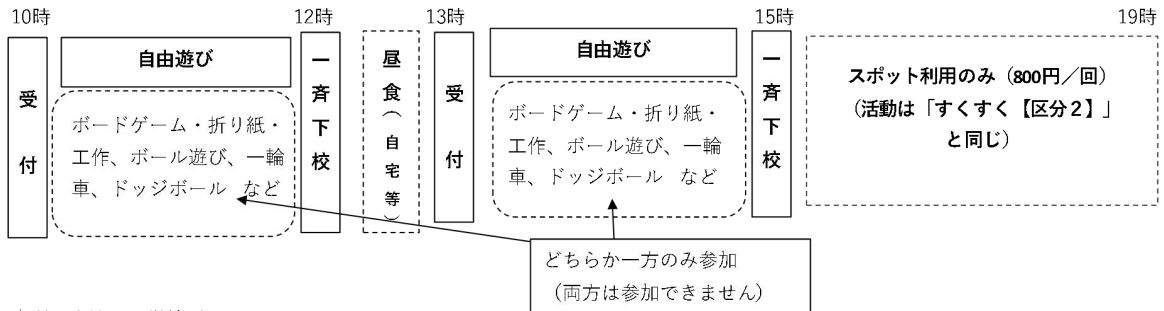 10時
12時
13時
15時
19時
受付
自由遊び
ボードゲーム・折り紙・
工作、ボール遊び、一輪
車、ドッジボール など
一斉下校
昼食(自宅等)
受付
自由遊び
ボードゲーム・折り紙・
工作、ボール遊び、一輪
車、ドッジボール など
一斉下校
スポット利用のみ（800円／回）
（活動は「すくすく【区分２】」
と同じ）
どちらか一方のみ参加
（両方は参加できません）